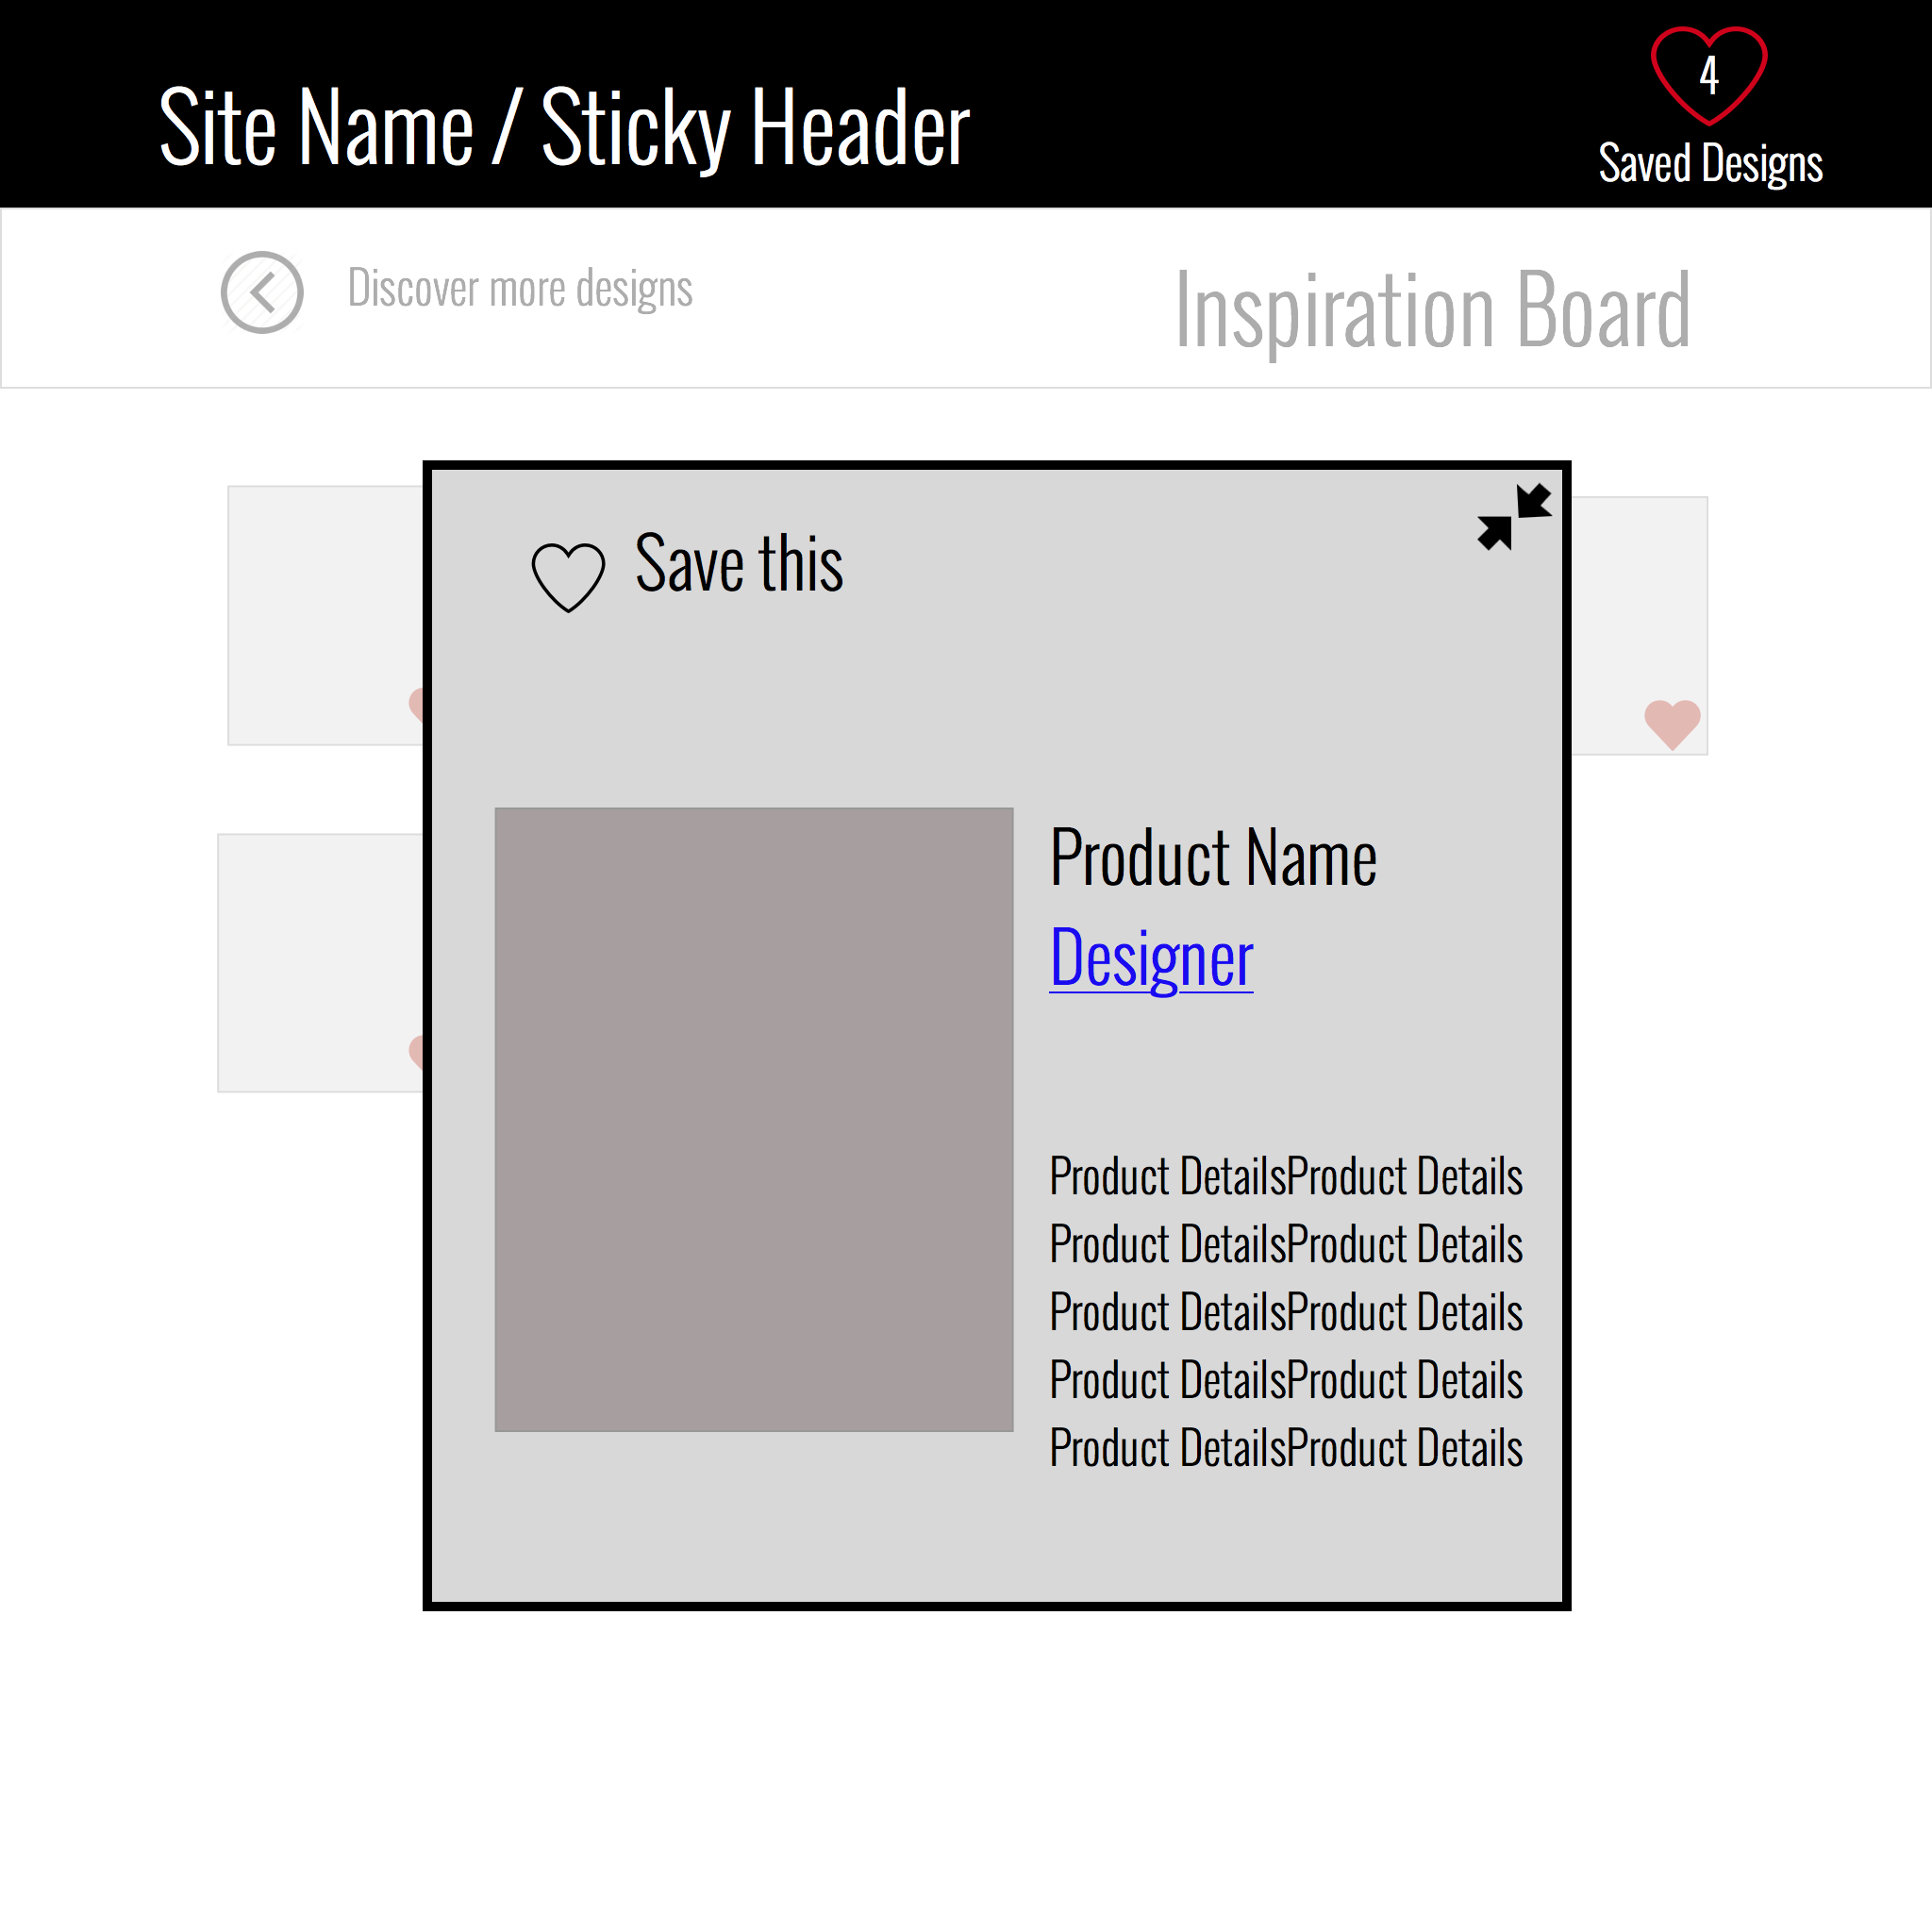 Site Name / Sticky Header
4
Saved Designs
Discover more designs
Inspiration Board
Save this
Product Name
Designer
Product DetailsProduct Details
Product DetailsProduct Details
Product DetailsProduct Details
Product DetailsProduct Details
Product DetailsProduct Details